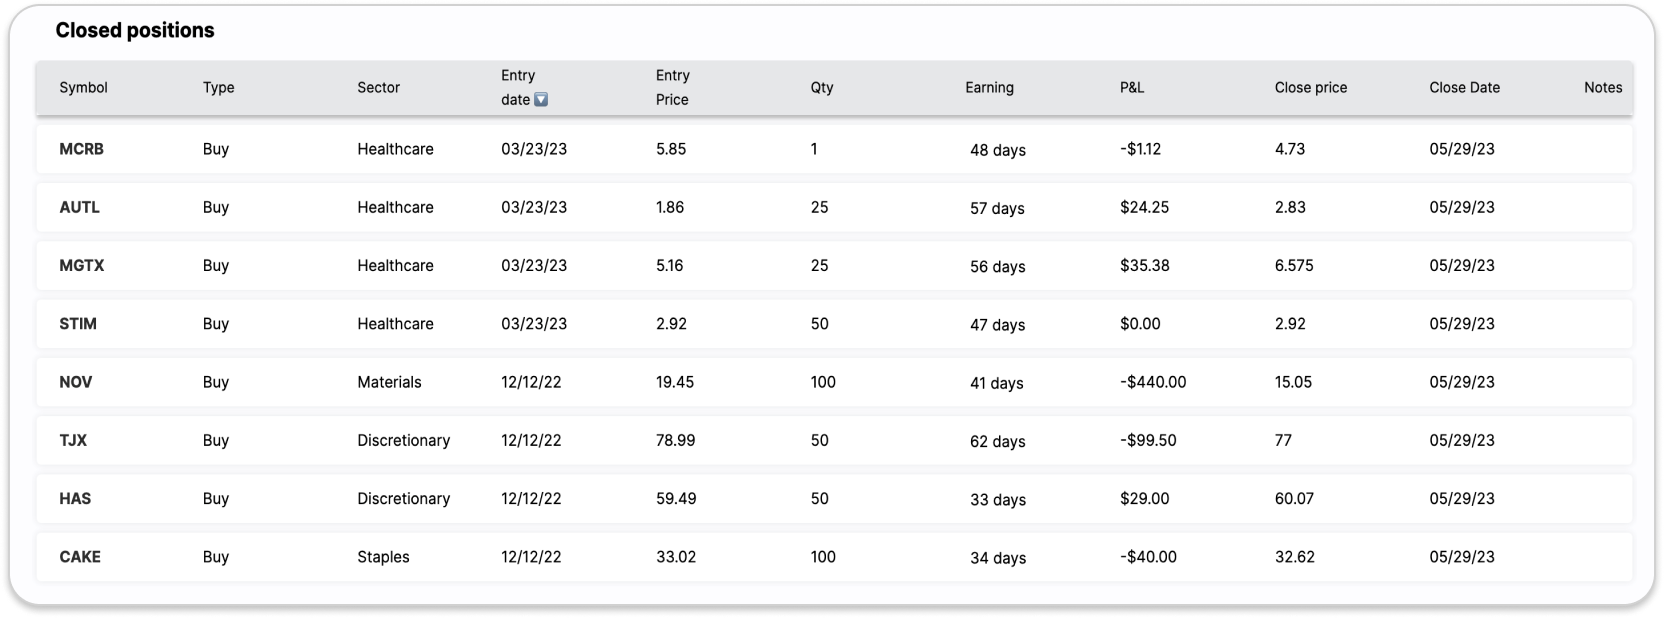 Closed positions
Symbol Type Sector Entry date Entry Price Qty Earning P&L Close price Close Date Notes
MCRB Buy Healthcare 03/23/23 5.85 1 48 days -$1.12 4.73 05/29/23
AUTL Buy Healthcare 03/23/23 1.86 25 57 days $24.25 2.83 05/29/23
MGTX Buy Healthcare 03/23/23 5.16 25 56 days $35.38 6.575 05/29/23
STIM Buy Healthcare 03/23/23 2.92 50 47 days $0.00 2.92 05/29/23
NOV Buy Materials 12/12/22 19.45 100 41 days -$440.00 15.05 05/29/23
TJX Buy Discretionary 12/12/22 78.99 50 62 days -$99.50 77 05/29/23
HAS Buy Discretionary 12/12/22 59.49 50 33 days $29.00 60.07 05/29/23
CAKE Buy Staples 12/12/22 33.02 100 34 days -$40.00 32.62 05/29/23